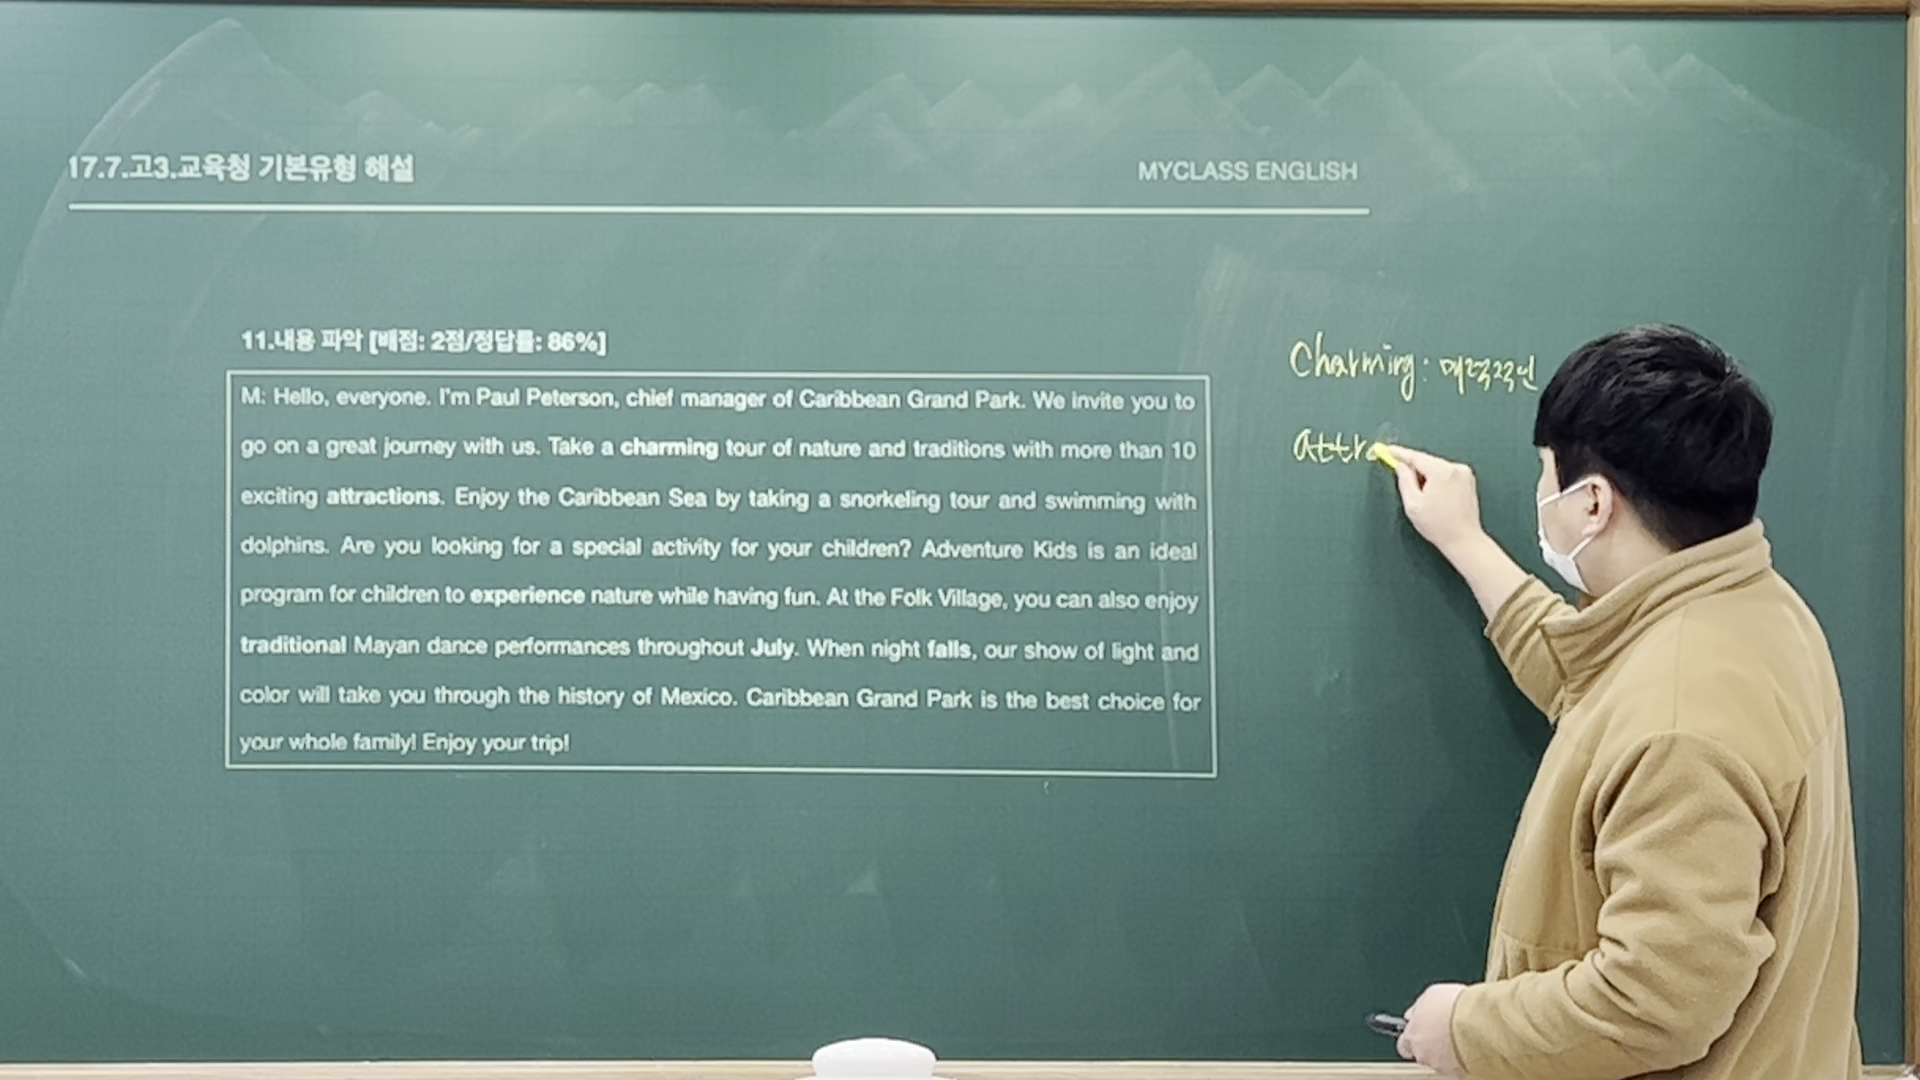 17.7.고3.교육청 기본유형 해설
MYCLASS ENGLISH
11.내용 파악 [배점: 2점/정답률: 86%]
M: Hello, everyone. I'm Paul Peterson, chief manager of Caribbean Grand Park. We invite you to
go on a great journey with us. Take a charming tour of nature and traditions with more than 10
exciting attractions. Enjoy the Caribbean Sea by taking a snorkeling tour and swimming with
dolphins. Are you looking for a special activity for your children? Adventure Kids is an ideal
program for children to experience nature while having fun. At the Folk Village, you can also enjoy
traditional Mayan dance performances throughout July. When night falls, our show of light and
color will take you through the history of Mexico. Caribbean Grand Park is the best choice for
your whole family! Enjoy your trip!
Charming : 매력적인
attra